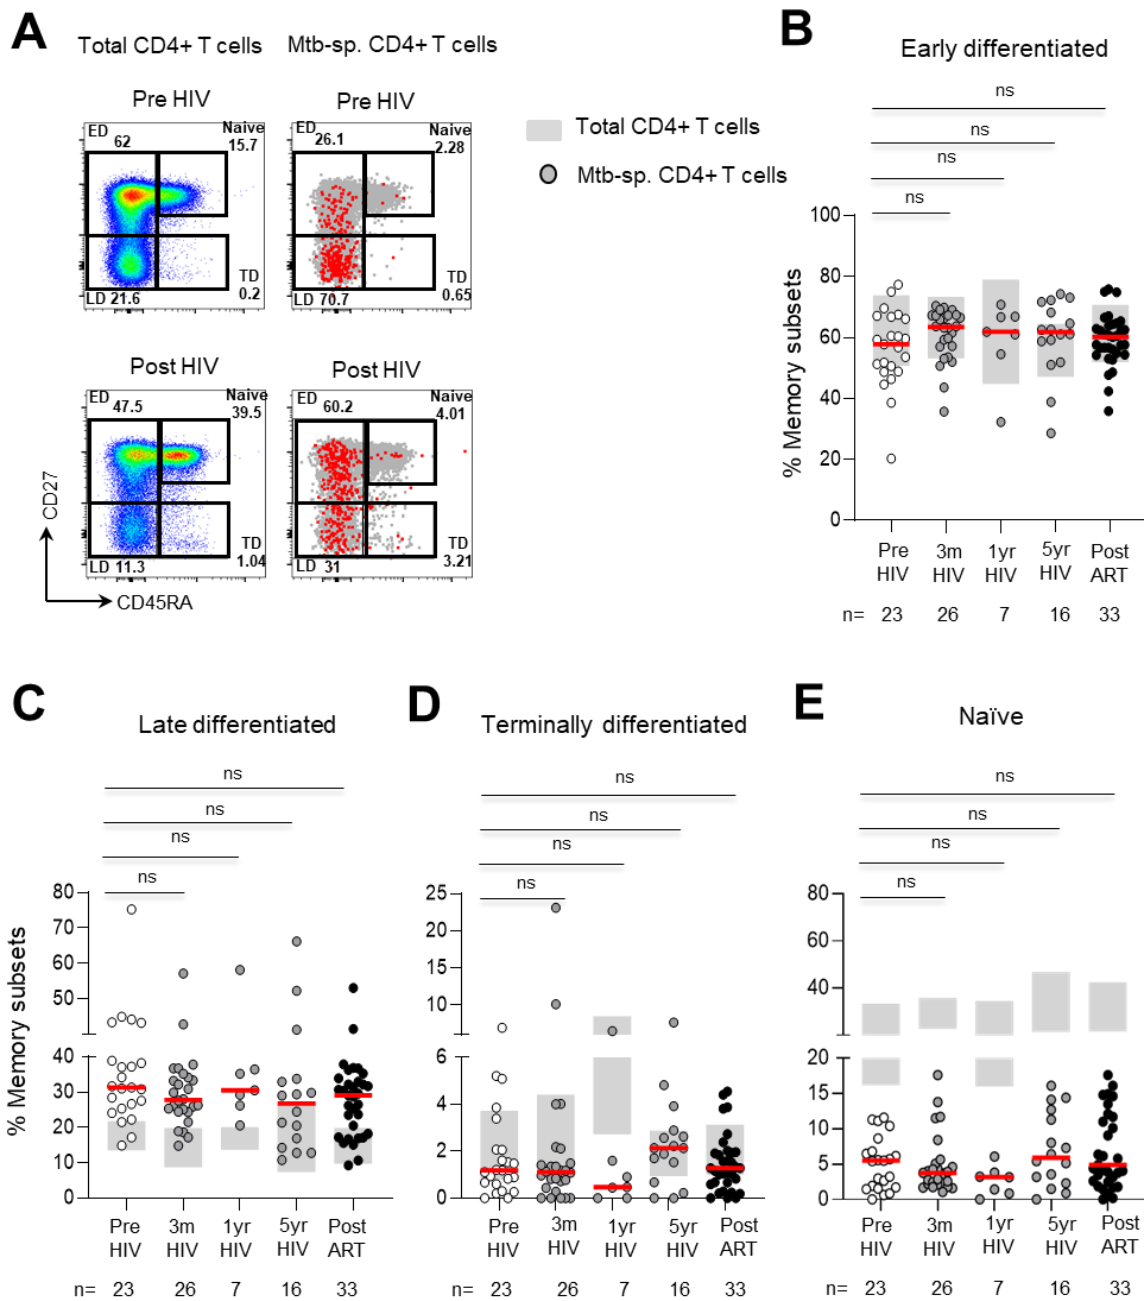 A
Total CD4+ T cells
Mtb-sp. CD4+ T cells
Pre HIV
Pre HIV
ED
62
Naive
15.7
TD
0.2
LD 21.6
ED
26.1
Naive
2.28
TD
0.65
LD 70.7
Post HIV
Post HIV
ED
47.5
Naive
39.5
TD
1.04
LD 11.3
ED
60.2
Naive
4.01
TD
3.21
LD 31
CD27
CD45RA
Total CD4+ T cells
Mtb-sp. CD4+ T cells
B
Early differentiated
ns
ns
ns
ns
% Memory subsets
100
80
60
40
20
0
Pre HIV
3m HIV
1yr HIV
5yr HIV
Post ART
n= 23 26 7 16 33
C
Late differentiated
ns
ns
ns
ns
% Memory subsets
80
70
60
50
40
30
20
10
0
Pre HIV
3m HIV
1yr HIV
5yr HIV
Post ART
n= 23 26 7 16 33
D
Terminally differentiated
ns
ns
ns
ns
25
20
15
10
6
4
2
0
Pre HIV
3m HIV
1yr HIV
5yr HIV
Post ART
n= 23 26 7 16 33
E
Naïve
ns
ns
ns
ns
80
60
40
20
15
10
5
0
Pre HIV
3m HIV
1yr HIV
5yr HIV
Post ART
n= 23 26 7 16 33